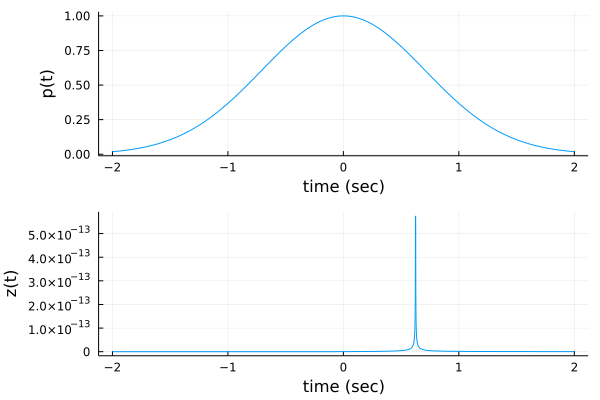 1.00
0.75
0.50
0.25
0.00
p(t)
−2 −1 0 1 2
time (sec)
5.0×10⁻¹³
4.0×10⁻¹³
3.0×10⁻¹³
2.0×10⁻¹³
1.0×10⁻¹³
0
z(t)
−2 −1 0 1 2
time (sec)